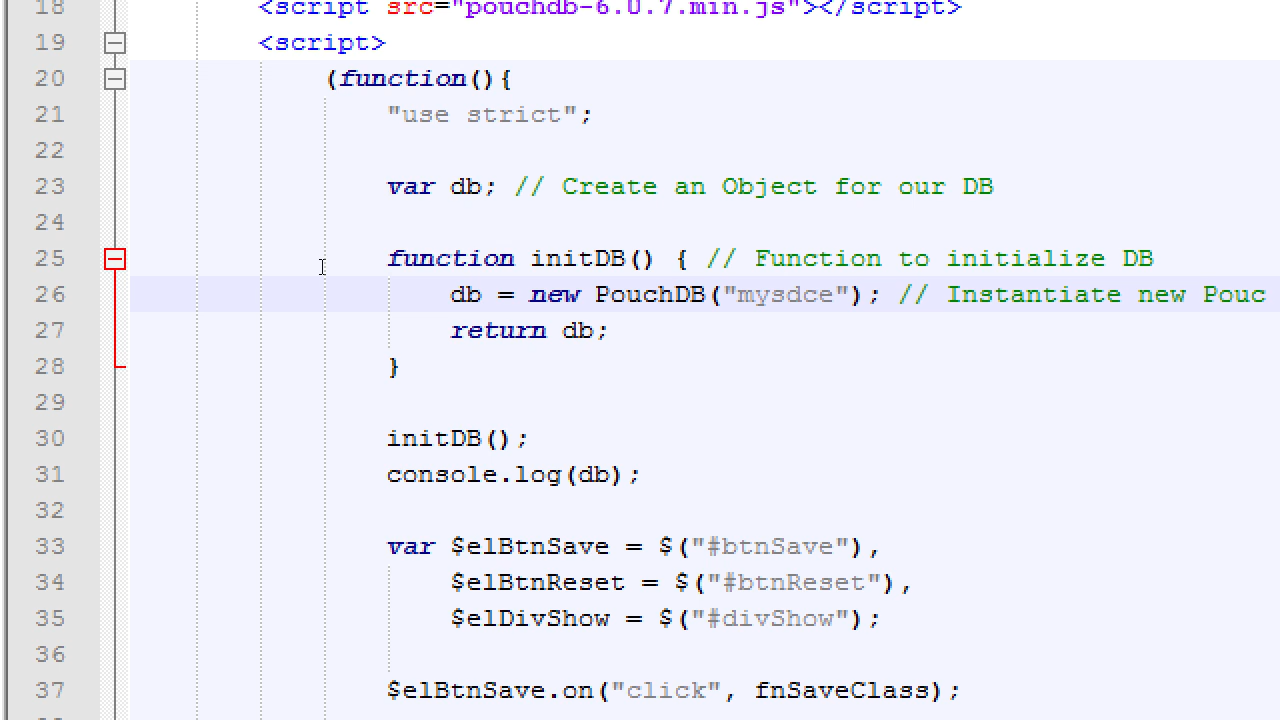 18 <script src="pouchdb-6.0.7.min.js"></script>
19 <script>
20 (function(){
21 "use strict";
22
23 var db; // Create an Object for our DB
24
25 function initDB() { // Function to initialize DB
26 db = new PouchDB("mysdce"); // Instantiate new Pouc
27 return db;
28 }
29
30 initDB();
31 console.log(db);
32
33 var $elBtnSave = $("#btnSave"),
34 $elBtnReset = $("#btnReset"),
35 $elDivShow = $("#divShow");
36
37 $elBtnSave.on("click", fnSaveClass);